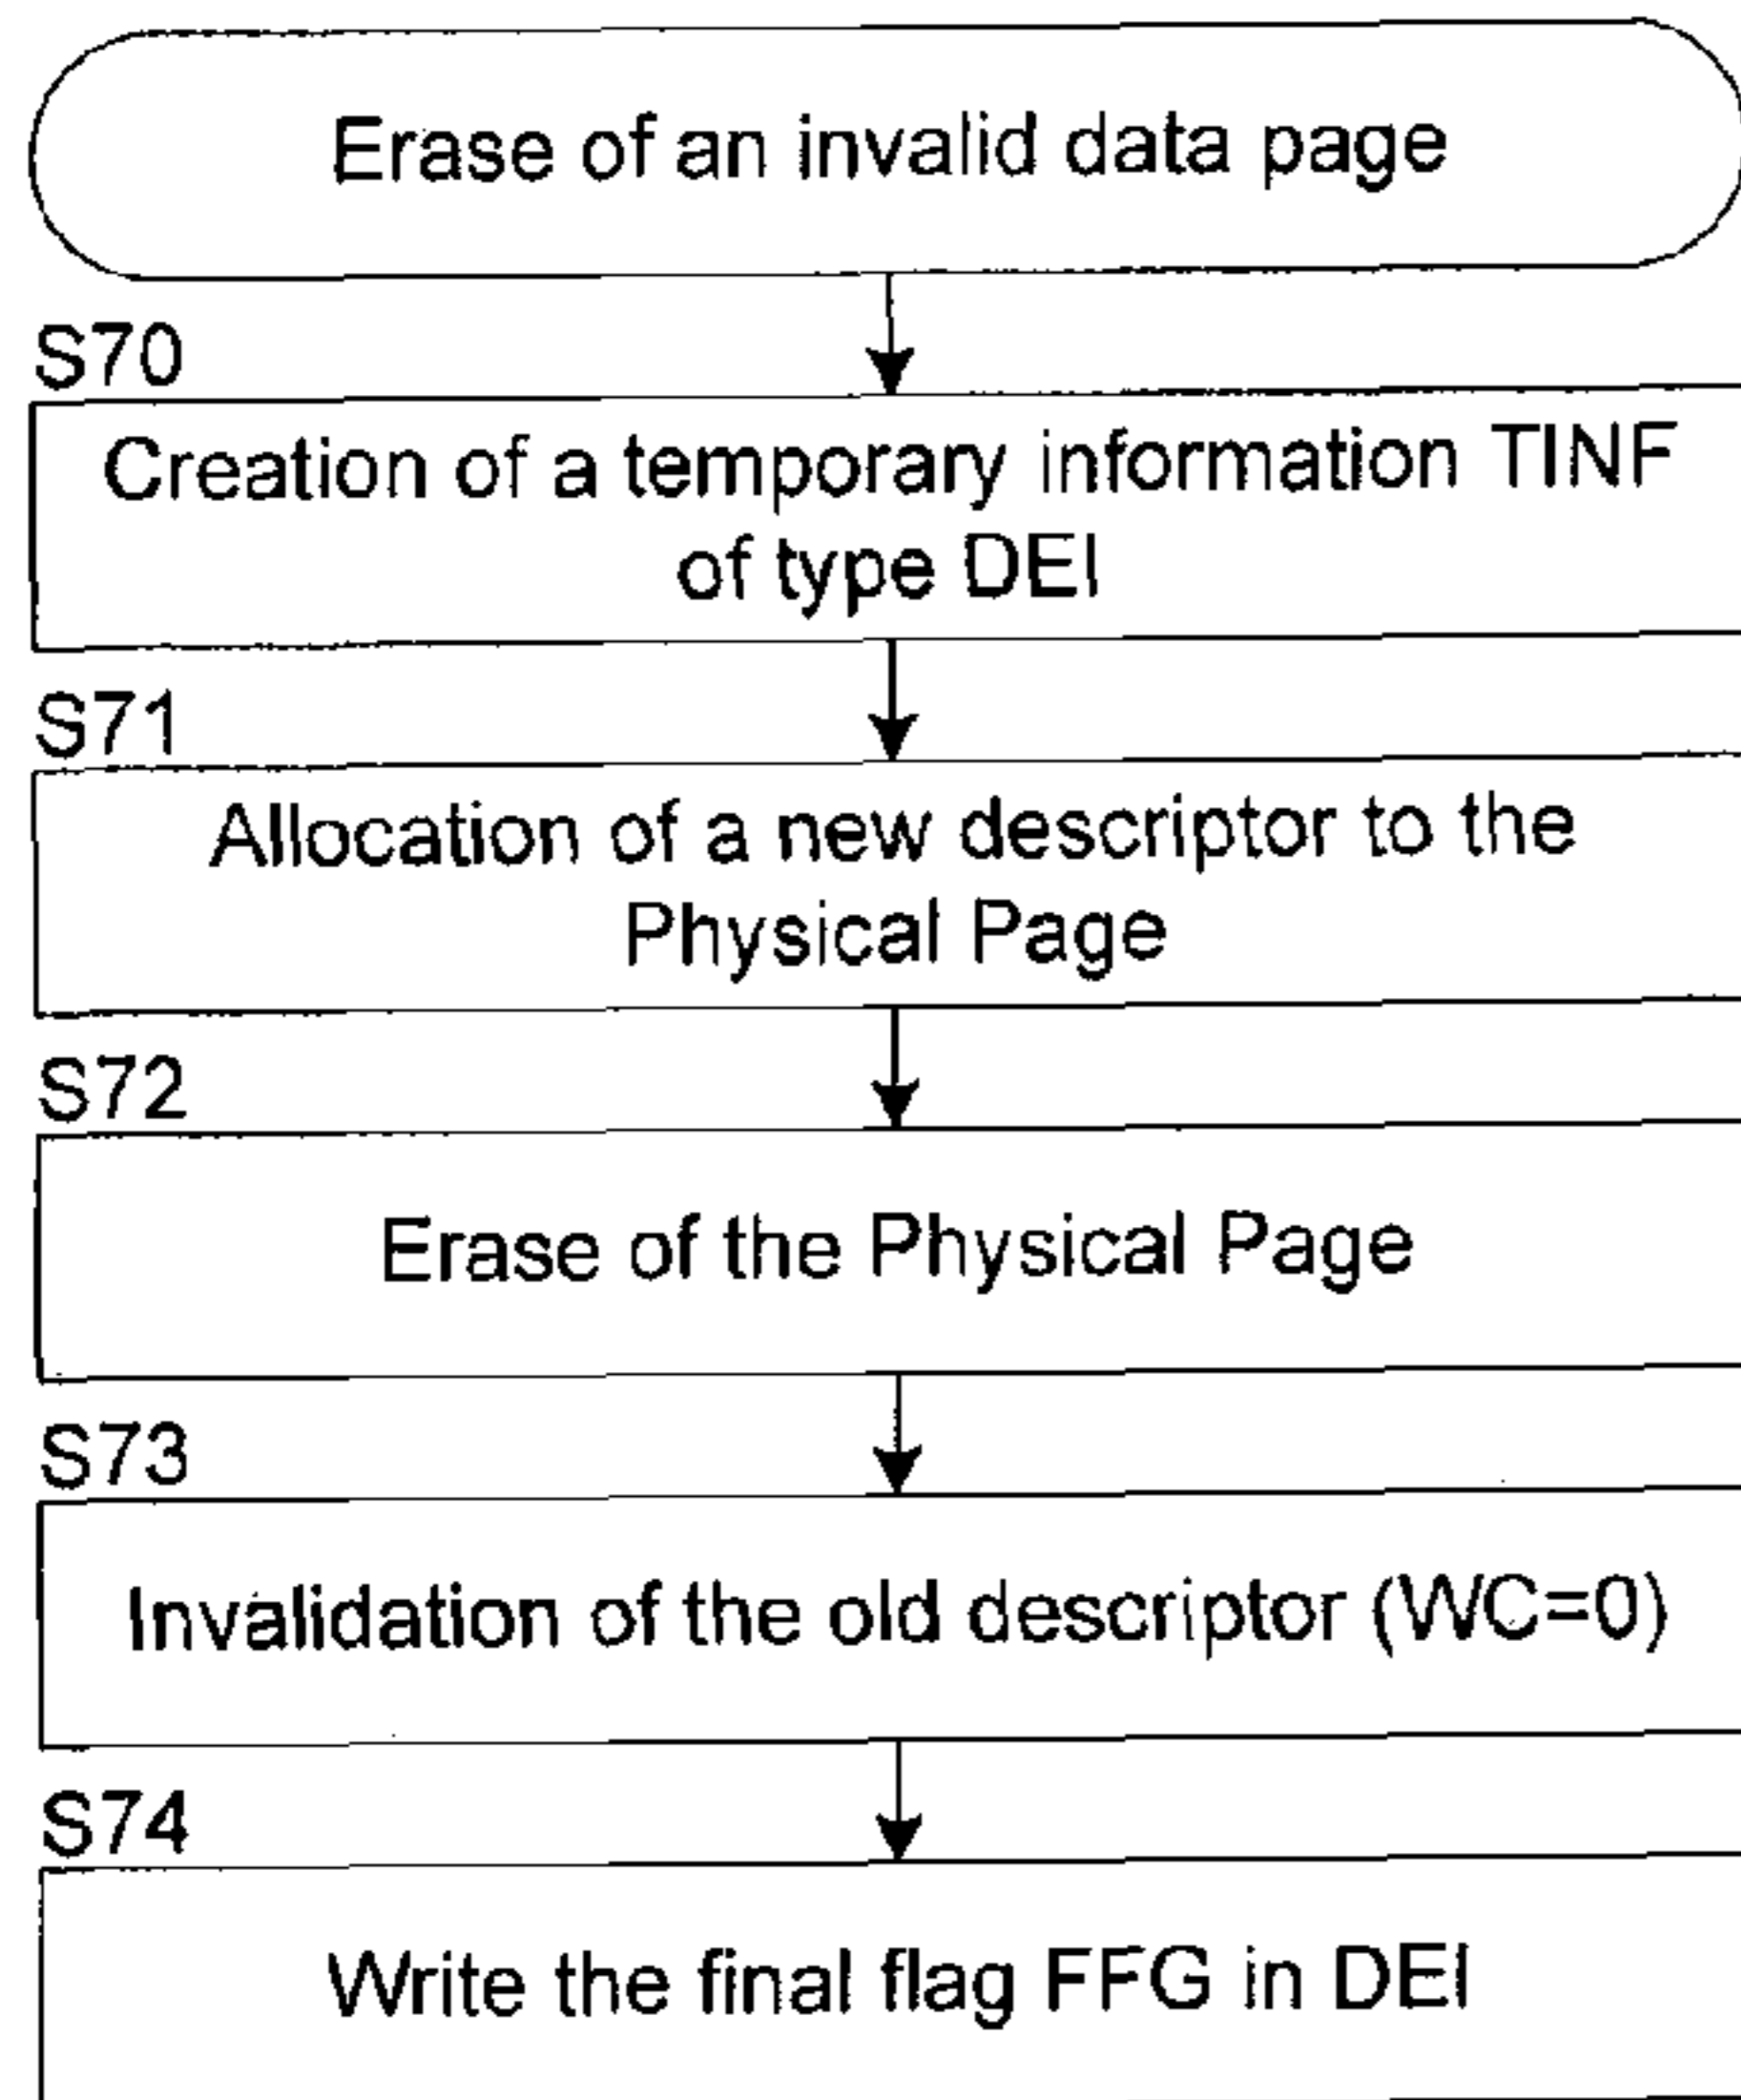 Erase of an invalid data page
S70
Creation of a temporary information TINF
of type DEI
S71
Allocation of a new descriptor to the
Physical Page
S72
Erase of the Physical Page
S73
Invalidation of the old descriptor (WC=0)
S74
Write the final flag FFG in DEI